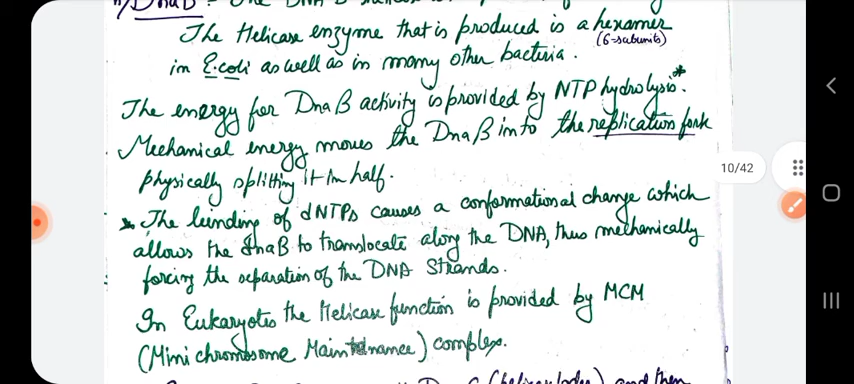 The Helicase enzyme that is produced is a hexamer
(6-subunits)
in E.coli as well as in many other bacteria.
The energy for DnaB activity is provided by NTP hydrolysis*.
Mechanical energy moves the DnaB into the replication fork
physically splitting it in half.
10/42
* The binding of dNTPs causes a conformational change which
allows the DnaB to translocate along the DNA, thus mechanically
forcing the separation of the DNA strands.
In Eukaryotes the Helicase function is provided by MCM
(Mini chromosome Maintenance) complex.